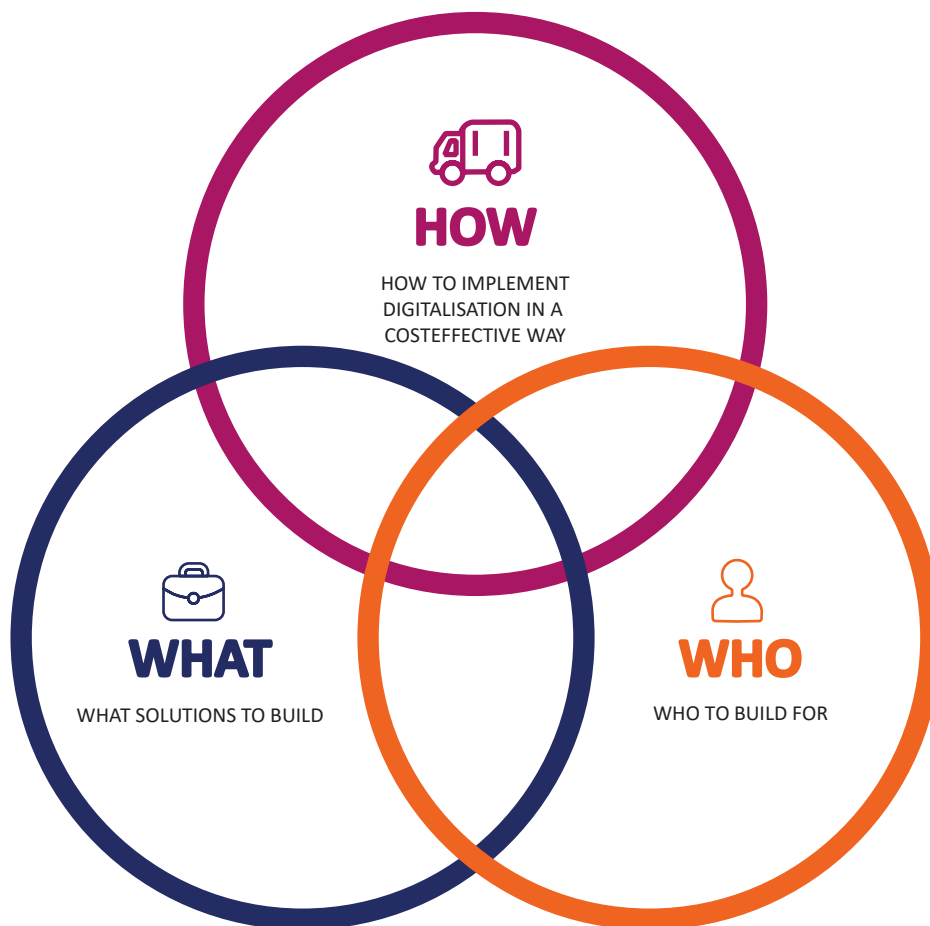 HOW
HOW TO IMPLEMENT
DIGITALISATION IN A
COSTEFFECTIVE WAY
WHAT
WHAT SOLUTIONS TO BUILD
WHO
WHO TO BUILD FOR